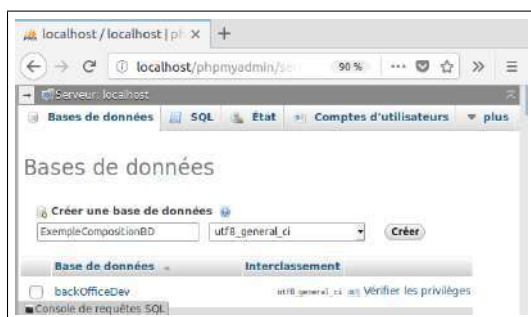 localhost / localhost | ph × +
localhost/phpmyadmin/se 90 % ··· »
Serveur: localhost
Bases de données SQL État Comptes d'utilisateurs plus
Bases de données
Créer une base de données
ExempleCompositionBD utf8_general_ci Créer
Base de données Interclassement
backOfficeDev utf8_general_ci Vérifier les privilèges
Console de requêtes SQL